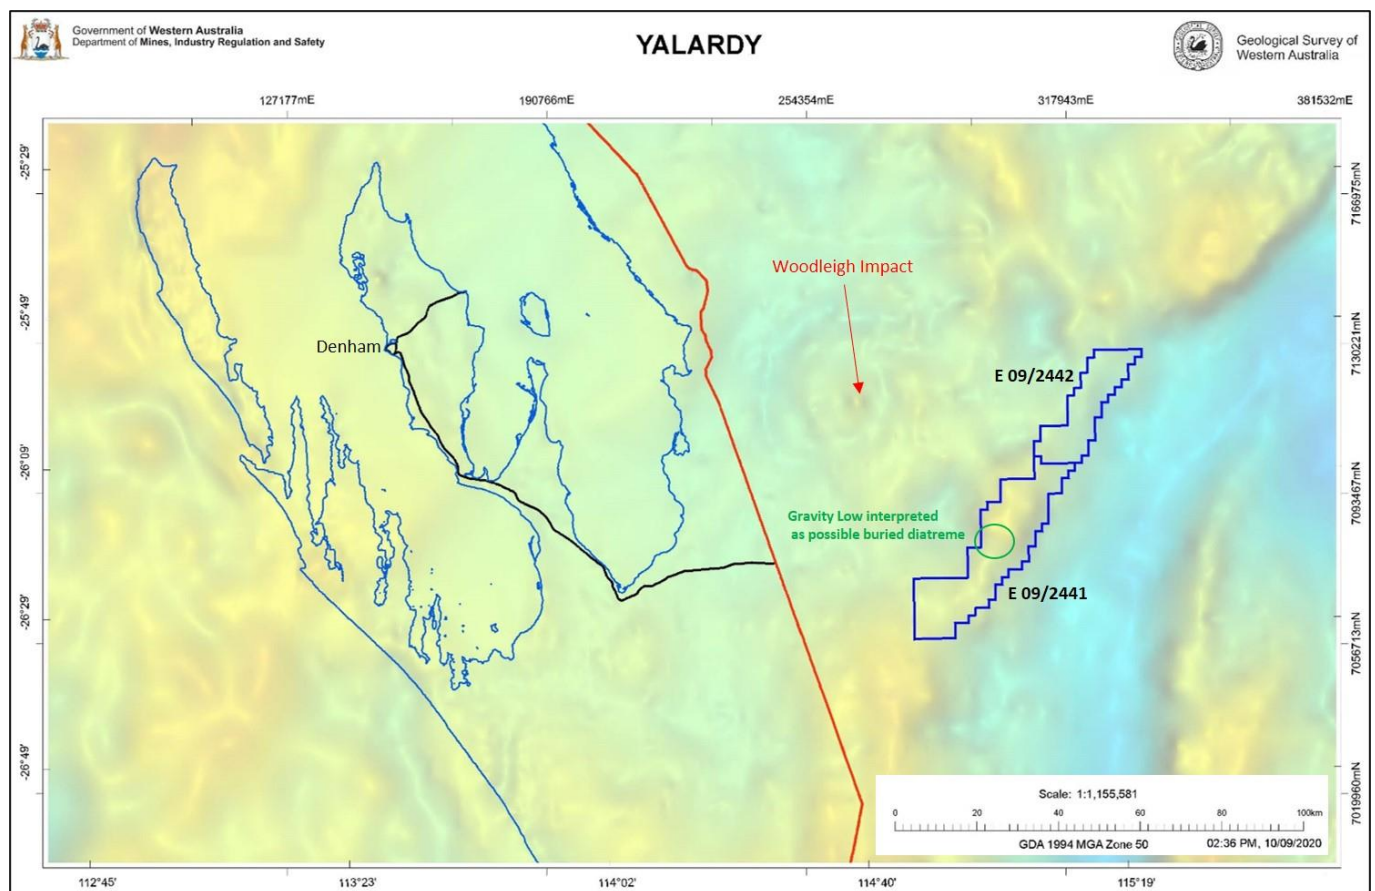 Government of Western Australia
Department of Mines, Industry Regulation and Safety
YALARDY
Geological Survey of
Western Australia
127177mE
190766mE
254354mE
317943mE
381532mE
-25°29'
-25°49'
-26°09'
-26°29'
-26°49'
7166975mN
7130221mN
7093467mN
7056713mN
7019960mN
Woodleigh Impact
Denham
E 09/2442
Gravity Low interpreted
as possible buried diatreme
E 09/2441
Scale: 1:1,155,581
0 20 40 60 80 100km
GDA 1994 MGA Zone 50
02:36 PM, 10/09/2020
112°45'
113°23'
114°02'
114°40'
115°19'